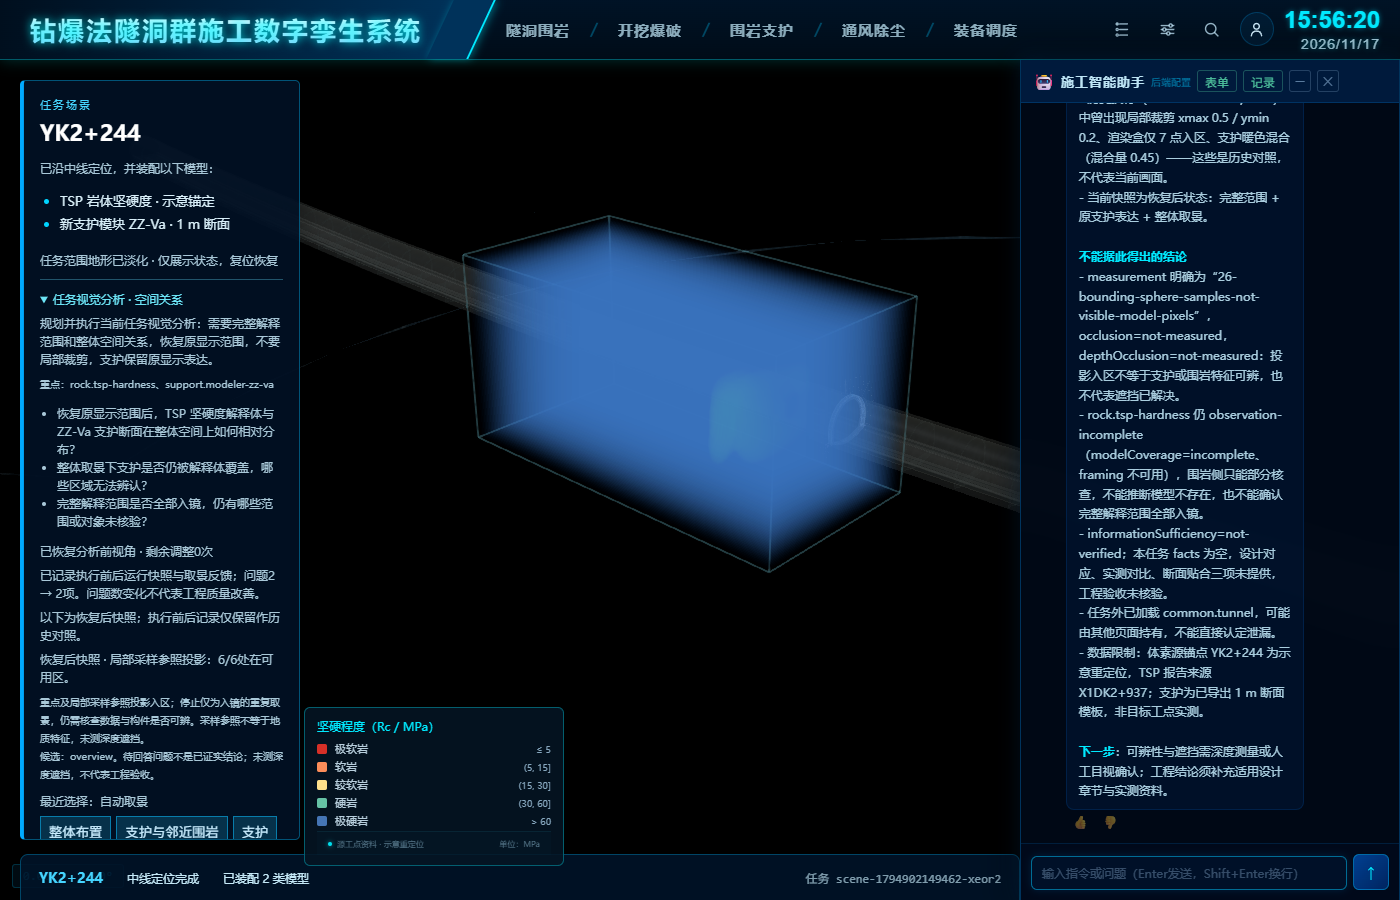 钻爆法隧洞群施工数字孪生系统
隧洞围岩 / 开挖爆破 / 围岩支护 / 通风除尘 / 装备调度
15:56:20
2026/11/17
任务场景
YK2+244
已沿中线定位，并装配以下模型：
• TSP 岩体坚硬度 · 示意锚定
• 新支护模块 ZZ-Va · 1 m 断面
任务范围地形已淡化 · 仅展示状态，复位恢复
▼ 任务视觉分析 · 空间关系
规划并执行当前任务视觉分析：需要完整解释
范围和整体空间关系，恢复原显示范围，不要
局部裁剪，支护保留原显示表达。
重点：rock.tsp-hardness、support.modeler-zz-va
• 恢复原显示范围后，TSP 坚硬度解释体与
ZZ-Va 支护断面在整体空间上如何相对分
布？
• 整体取景下支护是否仍被解释体覆盖，哪
些区域无法辨认？
• 完整解释范围是否全部入镜，仍有哪些范
围或对象未核验？
已恢复分析前视角 · 剩余调整0次
已记录执行前后运行快照与取景反馈；问题2
→ 2项。问题数变化不代表工程质量改善。
以下为恢复后快照；执行前后记录仅保留作历
史对照。
恢复后快照 · 局部采样参照投影：6/6处在可
用区。
重点及局部采样参照投影入区；停止仅为入镜的重复取
景，仍需核查数据与构件是否可辨。采样参照不等于地
质特征，未测深度遮挡。
候选：overview。待回答问题不是已证实结论；未测深
度遮挡，不代表工程验收。
最近选择：自动取景
整体布置 支护与邻近围岩 支护
坚硬程度（Rc / MPa）
极软岩 ≤ 5
软岩 (5, 15]
较软岩 (15, 30]
硬岩 (30, 60]
极硬岩 > 60
源工点资料 · 示意重定位 单位：MPa
YK2+244 中线定位完成 已装配 2 类模型 任务 scene-1794902149462-xeor2
施工智能助手 后端配置 表单 记录
中曾出现局部裁剪 xmax 0.5 / ymin
0.2、渲染盒仅 7 点入区、支护暖色混合
（混合量 0.45）——这些是历史对照，
不代表当前画面。
- 当前快照为恢复后状态：完整范围 +
原支护表达 + 整体取景。
不能据此得出的结论
- measurement 明确为“26-
bounding-sphere-samples-not-
visible-model-pixels”，
occlusion=not-measured，
depthOcclusion=not-measured：投
影入区不等于支护或围岩特征可辨，也
不代表遮挡已解决。
- rock.tsp-hardness 仍 observation-
incomplete
（modelCoverage=incomplete、
framing 不可用），围岩侧只能部分核
查，不能推断模型不存在，也不能确认
完整解释范围全部入镜。
- informationSufficiency=not-
verified；本任务 facts 为空，设计对
应、实测对比、断面贴合三项未提供，
工程验收未核验。
- 任务外已加载 common.tunnel，可能
由其他页面持有，不能直接认定泄漏。
- 数据限制：体素源锚点 YK2+244 为示
意重定位，TSP 报告来源
X1DK2+937；支护为已导出 1 m 断面
模板，非目标工点实测。
下一步：可辨性与遮挡需深度测量或人
工目视确认；工程结论须补充适用设计
章节与实测资料。
输入指令或问题（Enter发送，Shift+Enter换行）